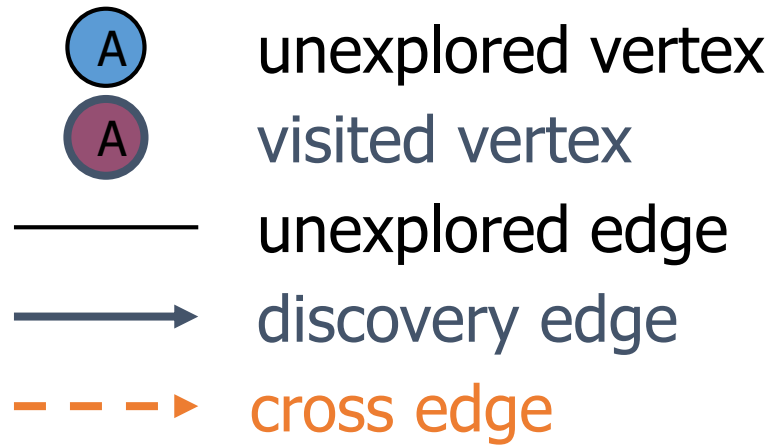 A unexplored vertex
A visited vertex
unexplored edge
discovery edge
cross edge